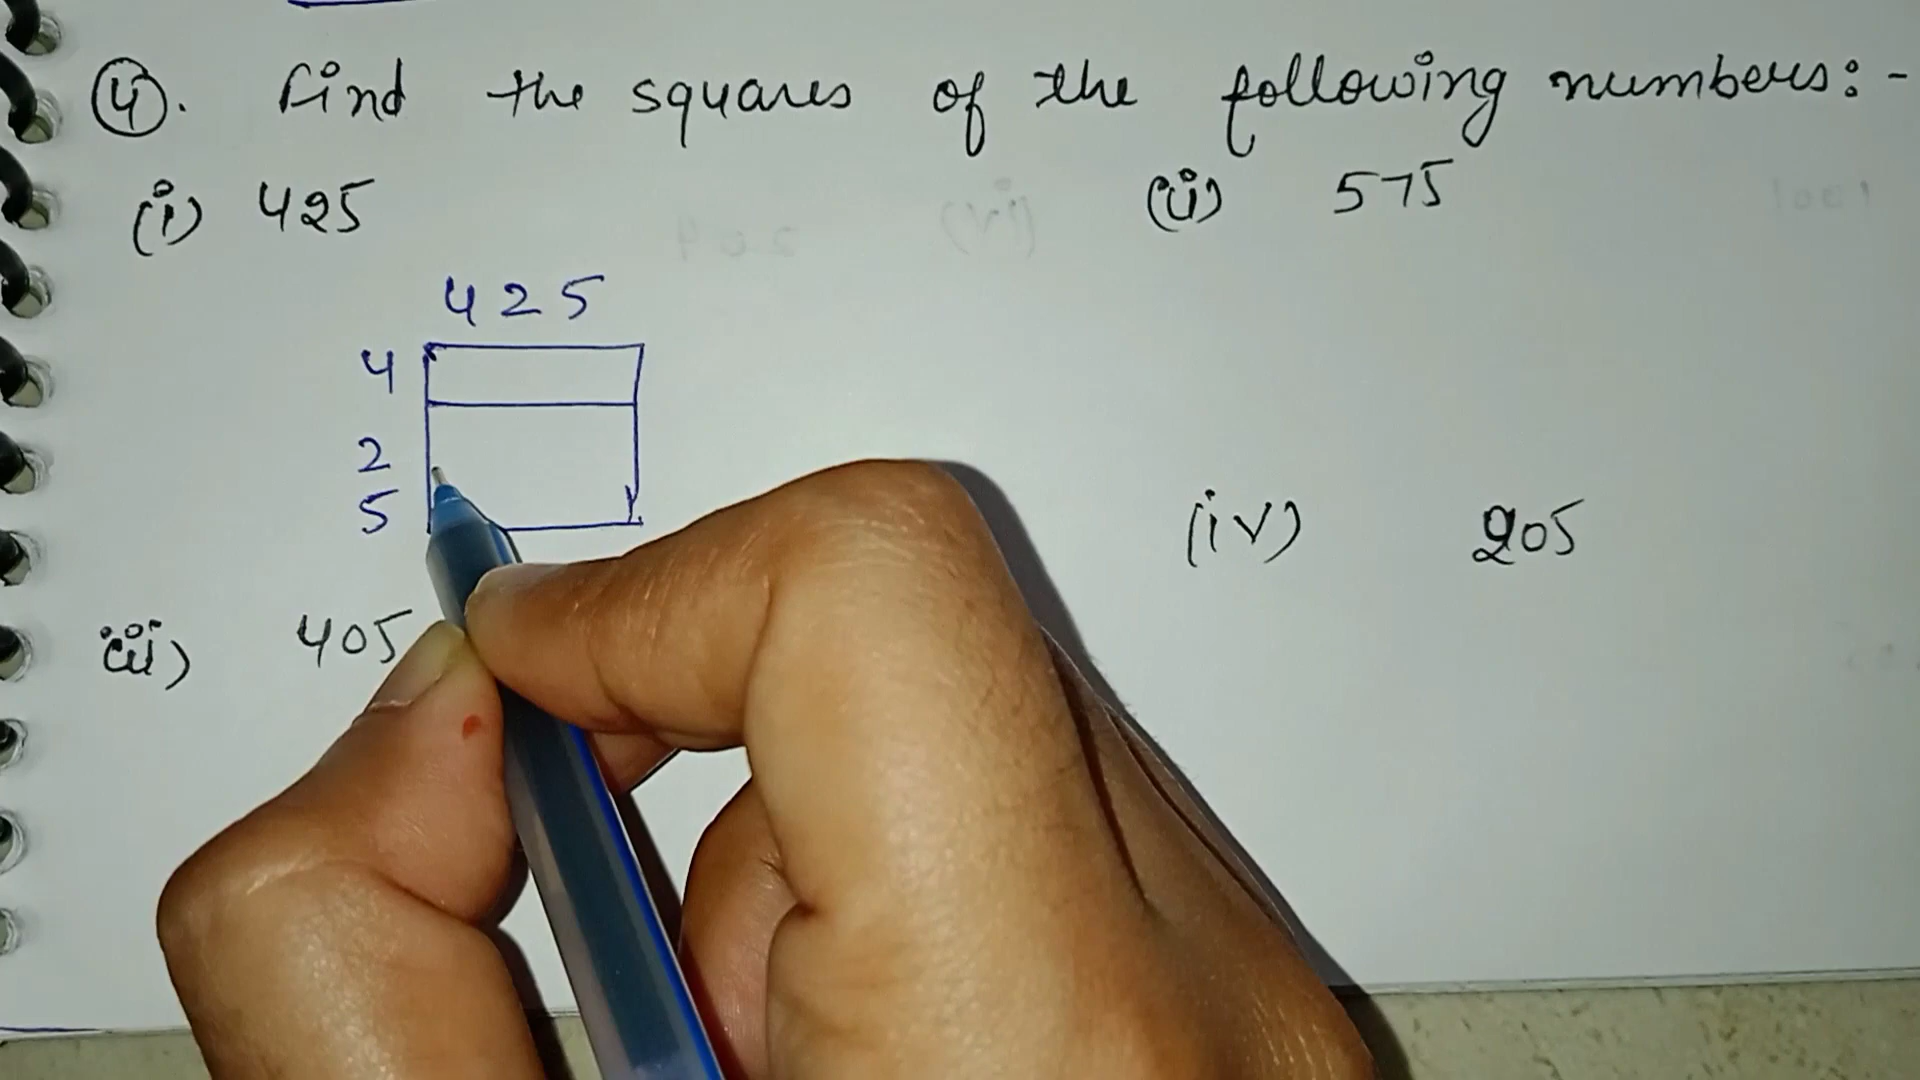 4. Find the squares of the following numbers:-
(i) 425 (ii) 575
425
4
2
5
(iv) 205
iii) 405